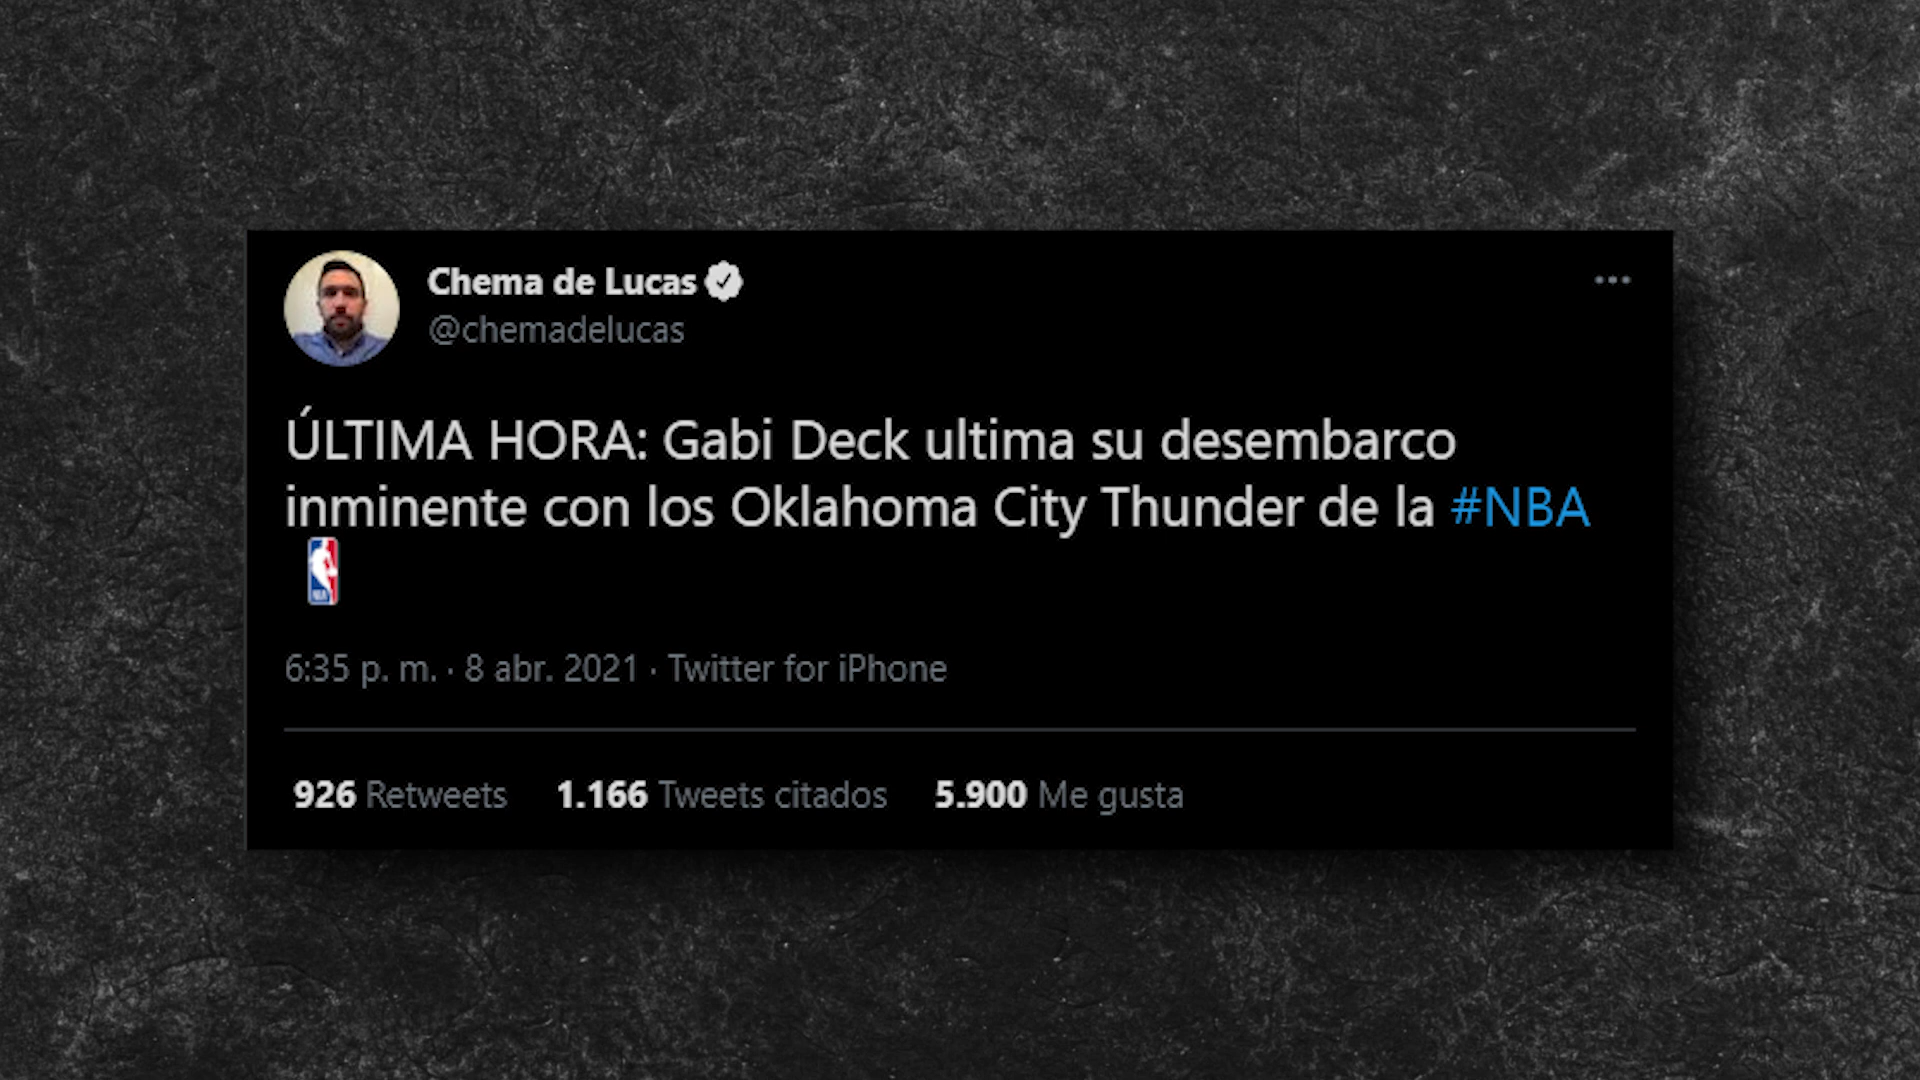 Chema de Lucas
@chemadelucas
ÚLTIMA HORA: Gabi Deck ultima su desembarco
inminente con los Oklahoma City Thunder de la #NBA
6:35 p. m. · 8 abr. 2021 · Twitter for iPhone
926 Retweets 1.166 Tweets citados 5.900 Me gusta